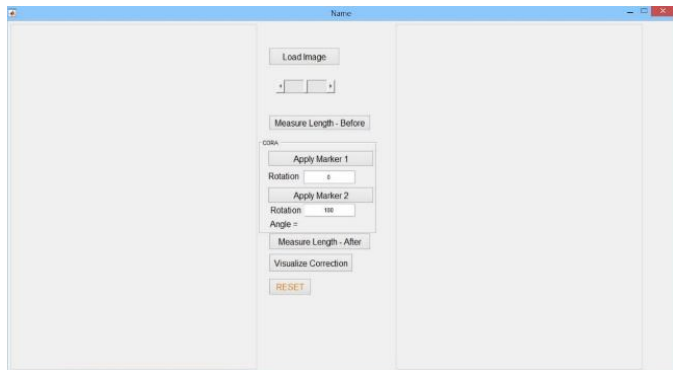 Name
Load Image
Measure Length - Before
CORA
Apply Marker 1
Rotation 0
Apply Marker 2
Rotation 180
Angle =
Measure Length - After
Visualize Correction
RESET